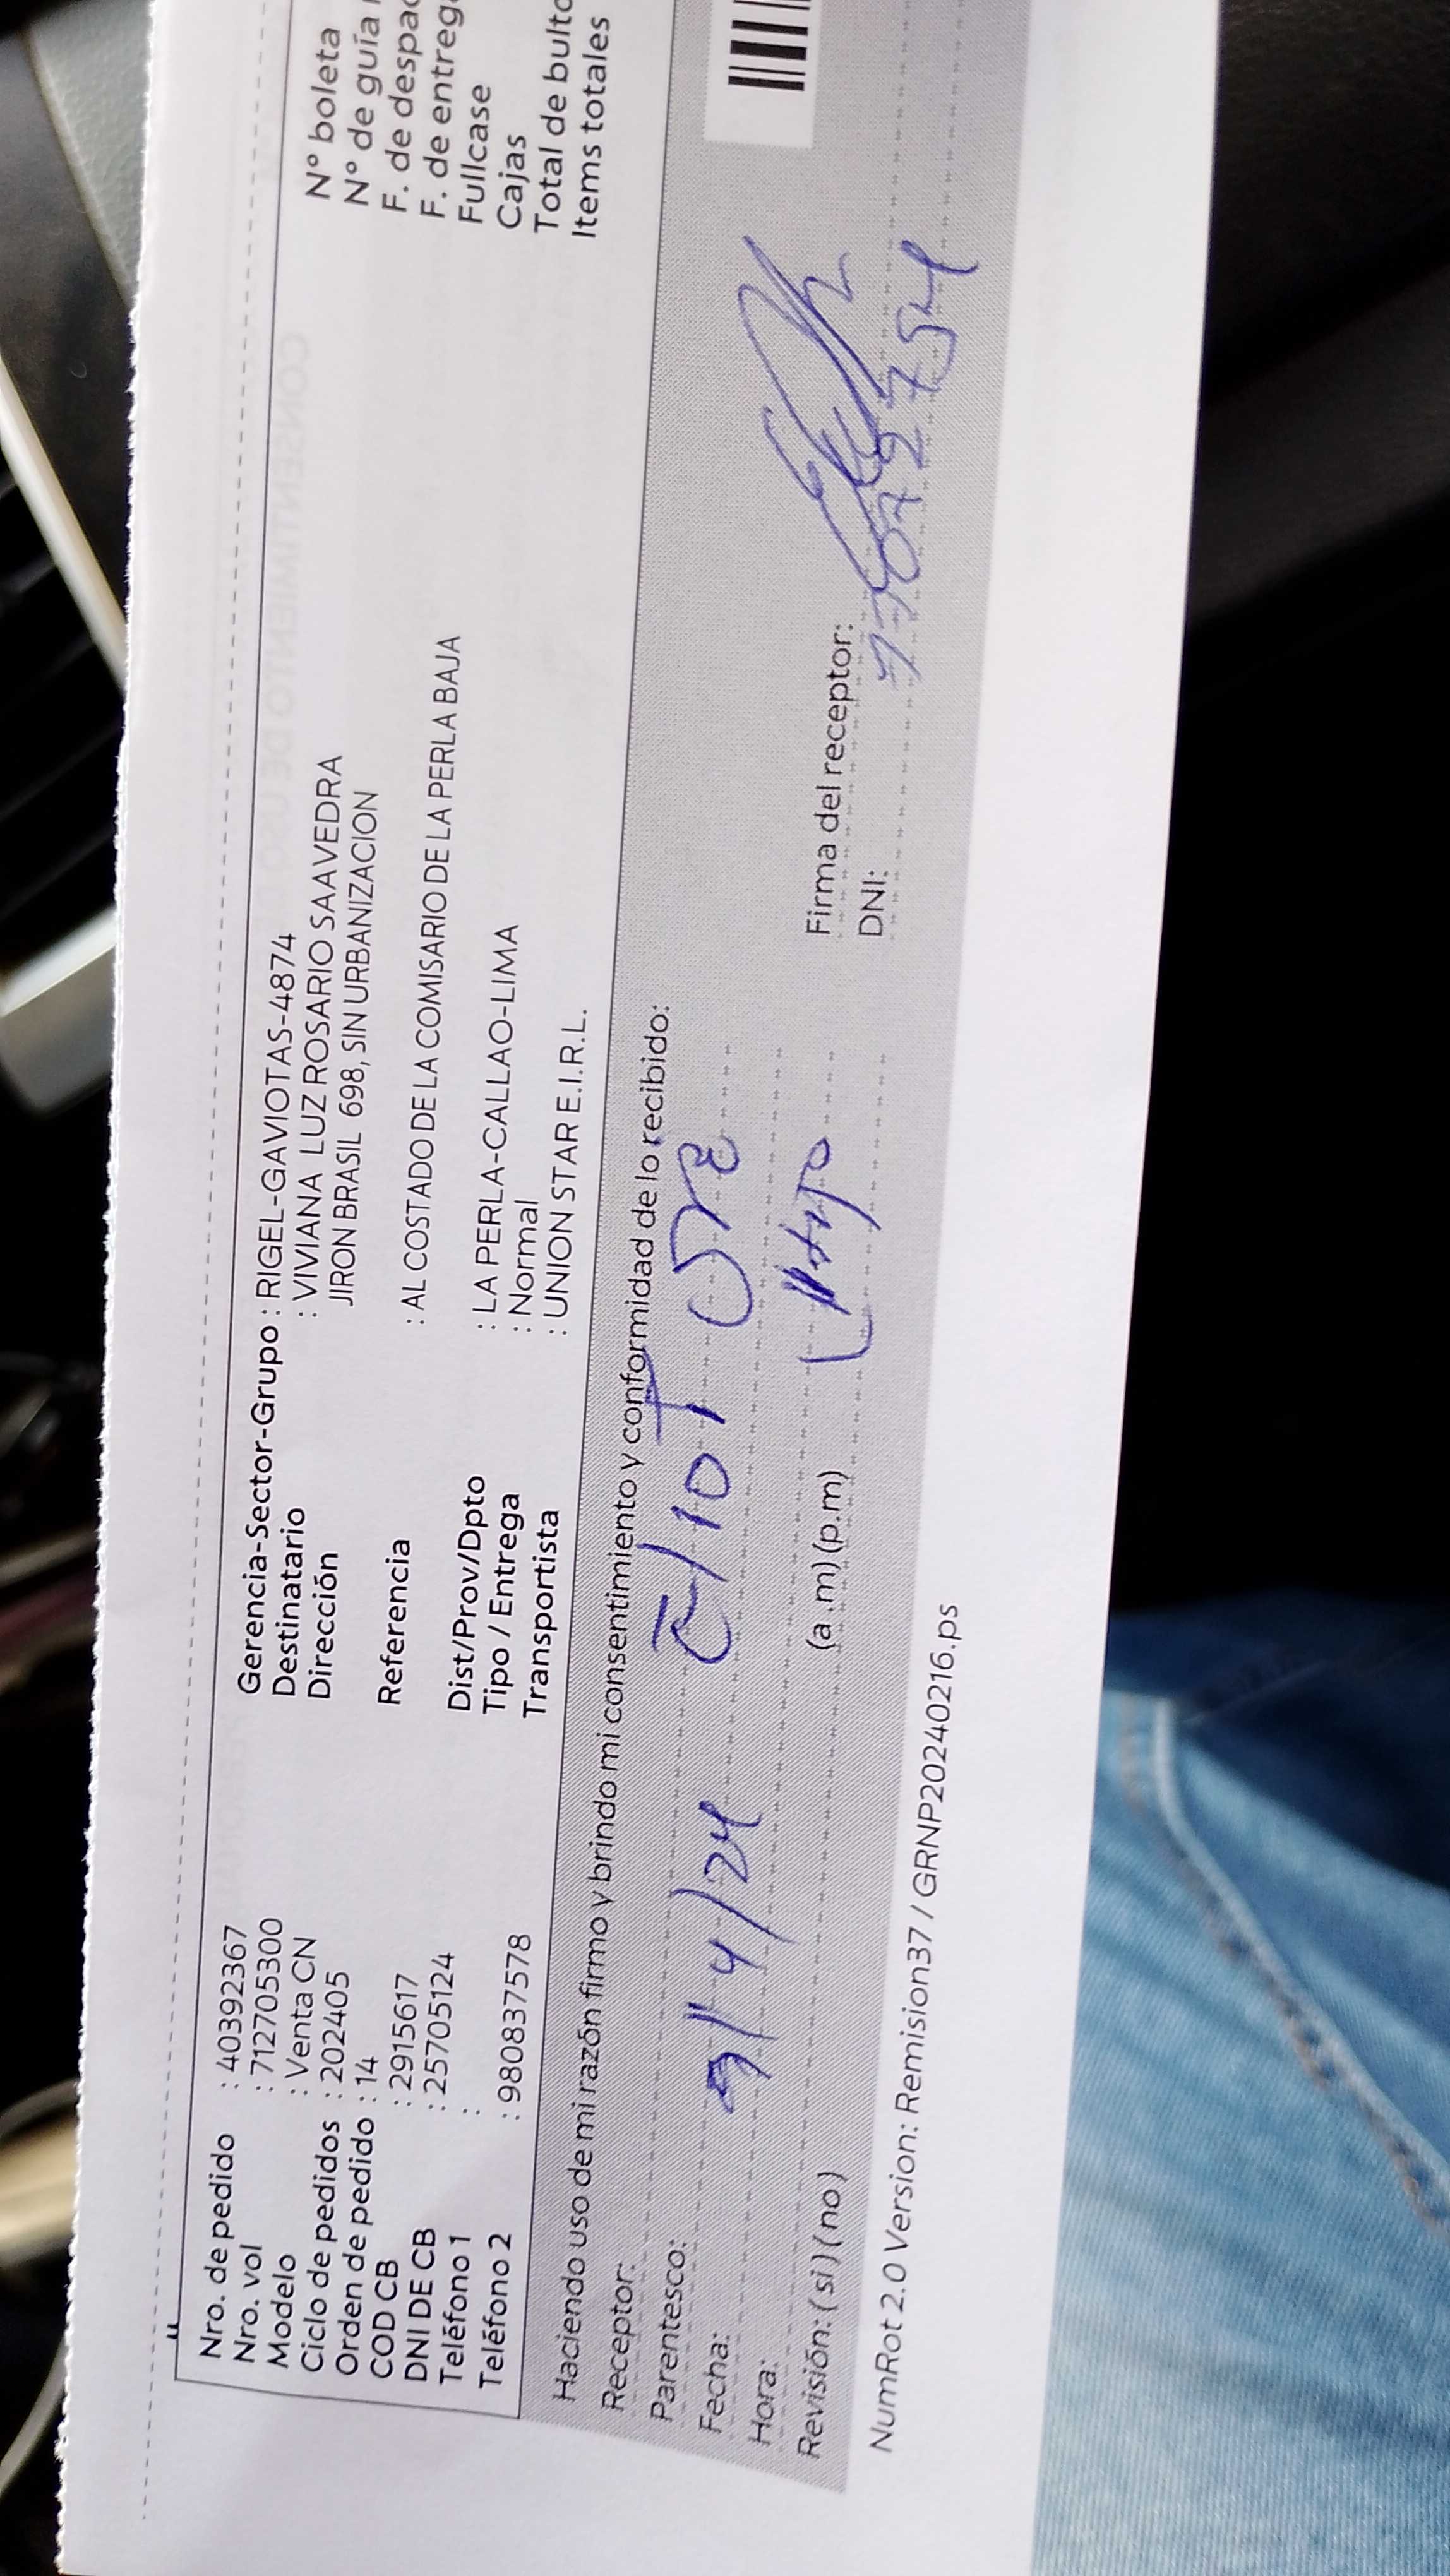 Nro. de pedido : 40392367
Nro. vol : 712705300
Modelo : Venta CN
Ciclo de pedidos : 202405
Orden de pedido : 14
COD CB : 2915617
DNI DE CB : 25705124
Teléfono 1 :
Teléfono 2 : 980837578
Gerencia-Sector-Grupo : RIGEL-GAVIOTAS-4874
Destinatario : VIVIANA LUZ ROSARIO SAAVEDRA
Dirección JIRON BRASIL 698, SIN URBANIZACION
Referencia : AL COSTADO DE LA COMISARIO DE LA PERLA BAJA
Dist/Prov/Dpto : LA PERLA-CALLAO-LIMA
Tipo / Entrega : Normal
Transportista : UNION STAR E.I.R.L.
N° boleta
N° de guía
F. de despac
F. de entreg
Fullcase
Cajas
Total de bulto
Items totales
Haciendo uso de mi razón firmo y brindo mi consentimiento y conformidad de lo recibido:
Receptor:
Parentesco:
Fecha: 9/4/24
Hora: (a.m)(p.m)
Revisión: (si)(no)
Firma del receptor:
DNI: 77072754
NumRot 2.0 Version: Remision37 / GRNP20240216.ps